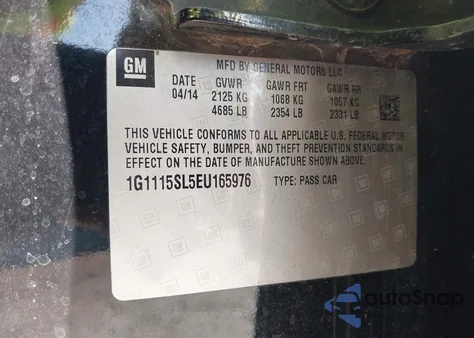 GM
MFD BY GENERAL MOTORS LLC
DATE GVWR GAWR FRT GAWR RR
04/14 2125 KG 1068 KG 1057 KG
4685 LB 2354 LB 2331 LB
THIS VEHICLE CONFORMS TO ALL APPLICABLE U.S. FEDERAL MOTOR
VEHICLE SAFETY, BUMPER, AND THEFT PREVENTION STANDARDS IN
EFFECT ON THE DATE OF MANUFACTURE SHOWN ABOVE.
1G1115SL5EU165976 TYPE: PASS CAR
autoSnap